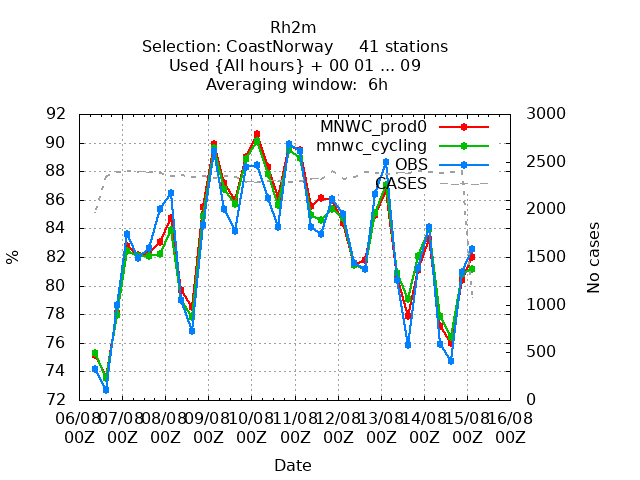 Rh2m
Selection: CoastNorway 41 stations
Used {All hours} + 00 01 ... 09
Averaging window: 6h
92 3000
MNWC_prod0
90
mnwc_cycling
OBS
88 2500
CASES
86
84 2000
82 1500
%
No cases
80
78 1000
76
74 500
72 0
06/08 07/08 08/08 09/08 10/08 11/08 12/08 13/08 14/08 15/08 16/08
00Z 00Z 00Z 00Z 00Z 00Z 00Z 00Z 00Z 00Z 00Z
Date